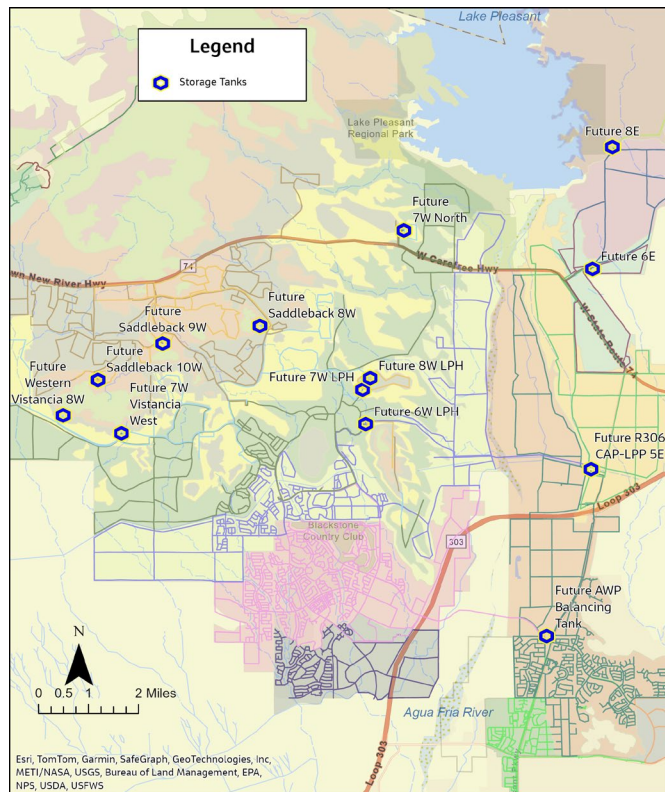 Lake Pleasant
Legend
Storage Tanks
Lake Pleasant
Regional Park
Future 8E
Future
7W North
Future 6E
74
W Carefree Hwy
own New River Hwy
W State Route 74
Future
Saddleback 9W
Future
Saddleback 8W
Future
Saddleback 10W
Future
Western
Vistancia 8W
Future 7W
Vistancia
West
Future 8W LPH
Future 7W LPH
Future 6W LPH
Future R306
CAP-LPP 5E
Loop 303
Blackstone
Country Club
303
Future AWP
Balancing
Tank
N
0 0.5 1 2 Miles
Agua Fria River
Loop 303
Esri, TomTom, Garmin, SafeGraph, GeoTechnologies, Inc,
METI/NASA, USGS, Bureau of Land Management, EPA,
NPS, USDA, USFWS